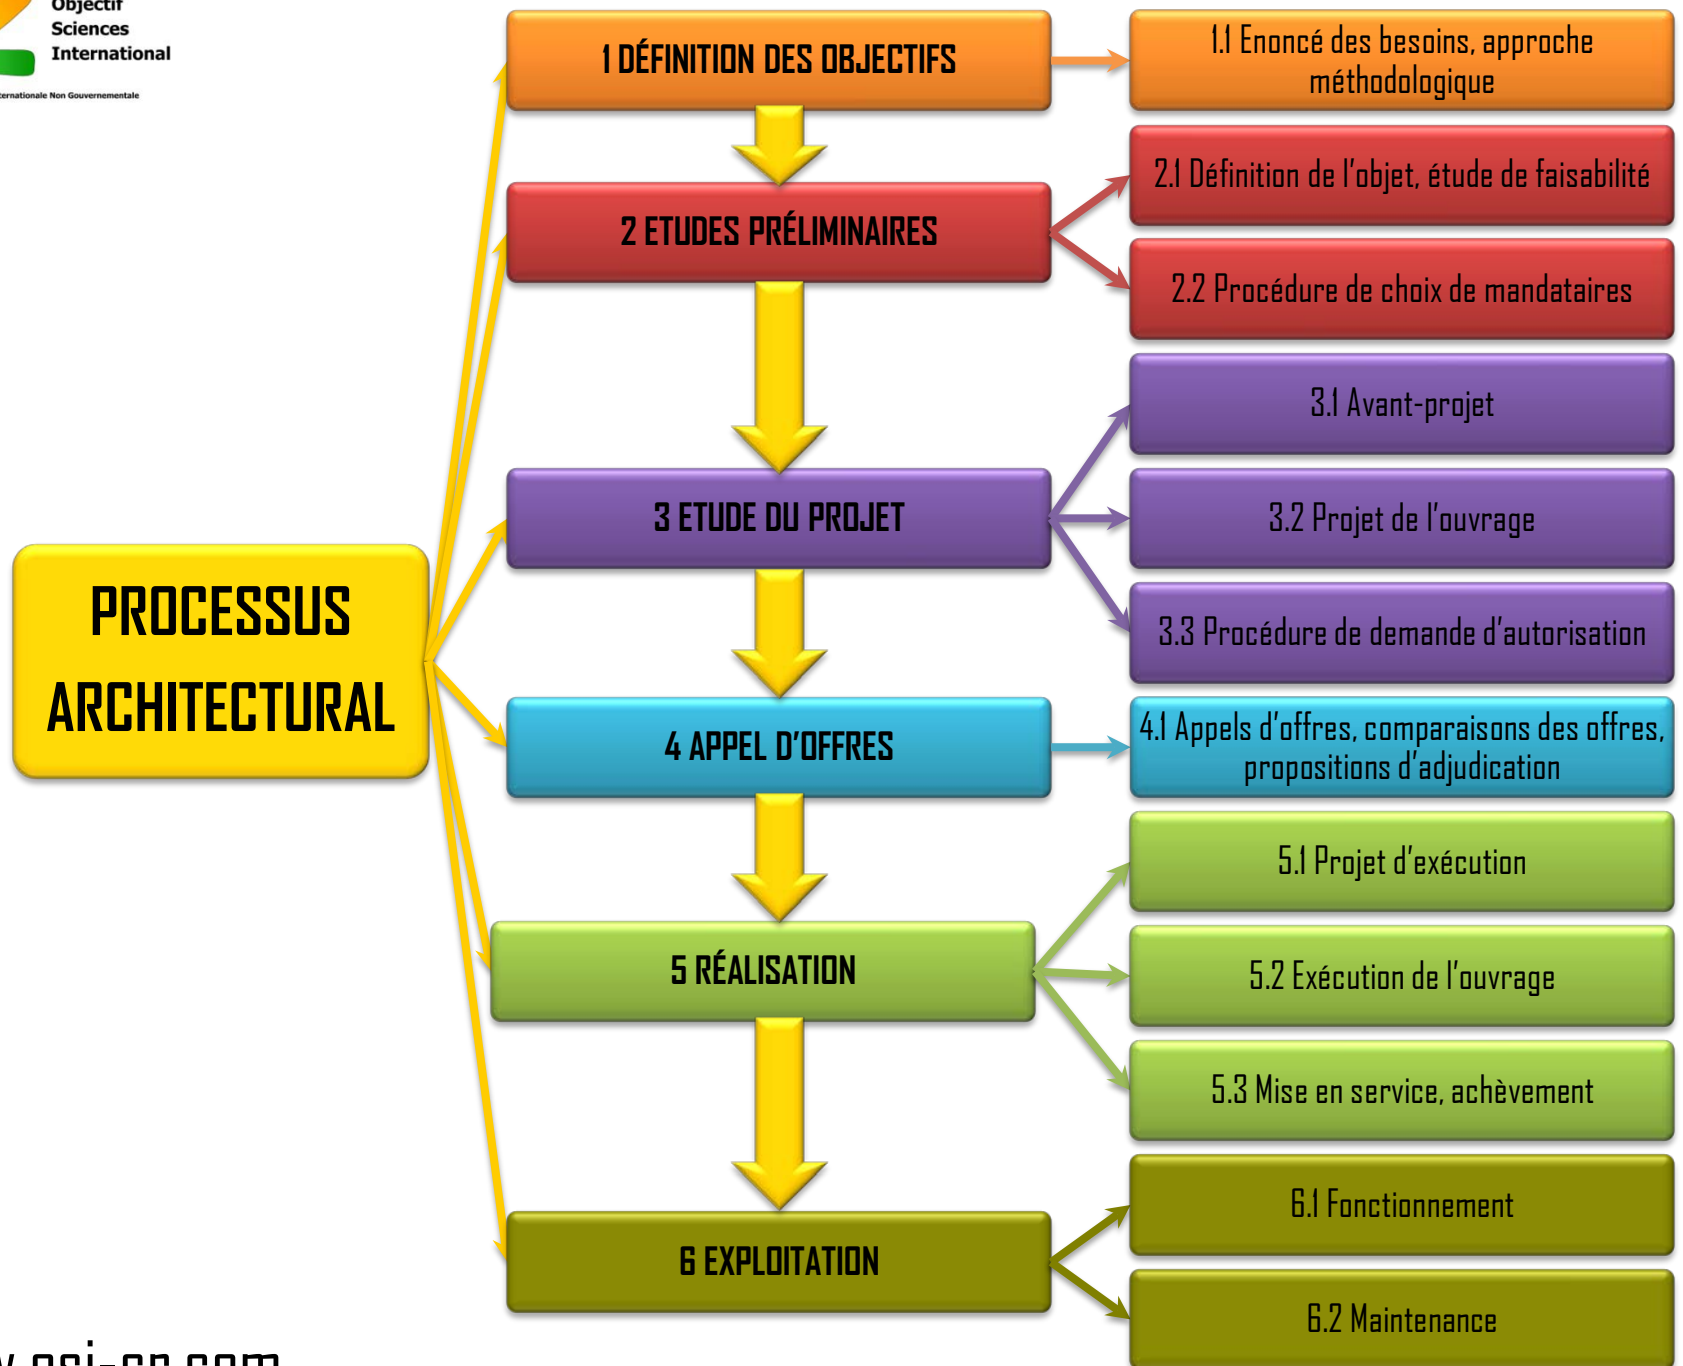 Objectif
Sciences
International
Non Gouvernementale
1 DÉFINITION DES OBJECTIFS
1.1 Enoncé des besoins, approche
méthodologique
2 ETUDES PRÉLIMINAIRES
2.1 Définition de l'objet, étude de faisabilité
2.2 Procédure de choix de mandataires
3 ETUDE DU PROJET
3.1 Avant-projet
3.2 Projet de l'ouvrage
3.3 Procédure de demande d'autorisation
PROCESSUS
ARCHITECTURAL
4 APPEL D'OFFRES
4.1 Appels d'offres, comparaisons des offres,
propositions d'adjudication
5 RÉALISATION
5.1 Projet d'exécution
5.2 Exécution de l'ouvrage
5.3 Mise en service, achèvement
6 EXPLOITATION
6.1 Fonctionnement
6.2 Maintenance